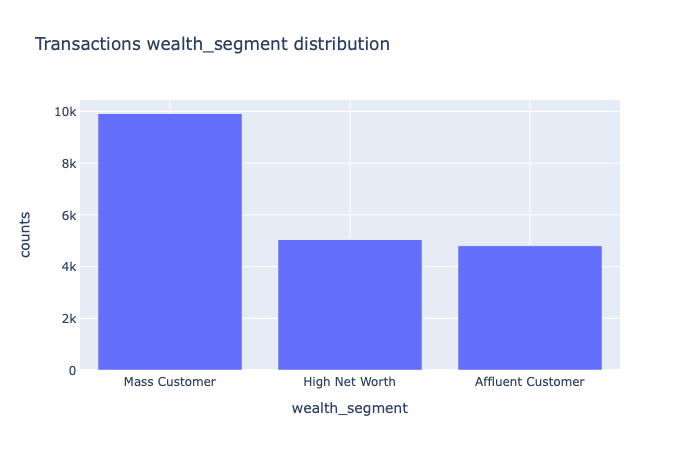 Transactions wealth_segment distribution
10k
8k
6k
4k
2k
0
counts
Mass Customer
High Net Worth
Affluent Customer
wealth_segment